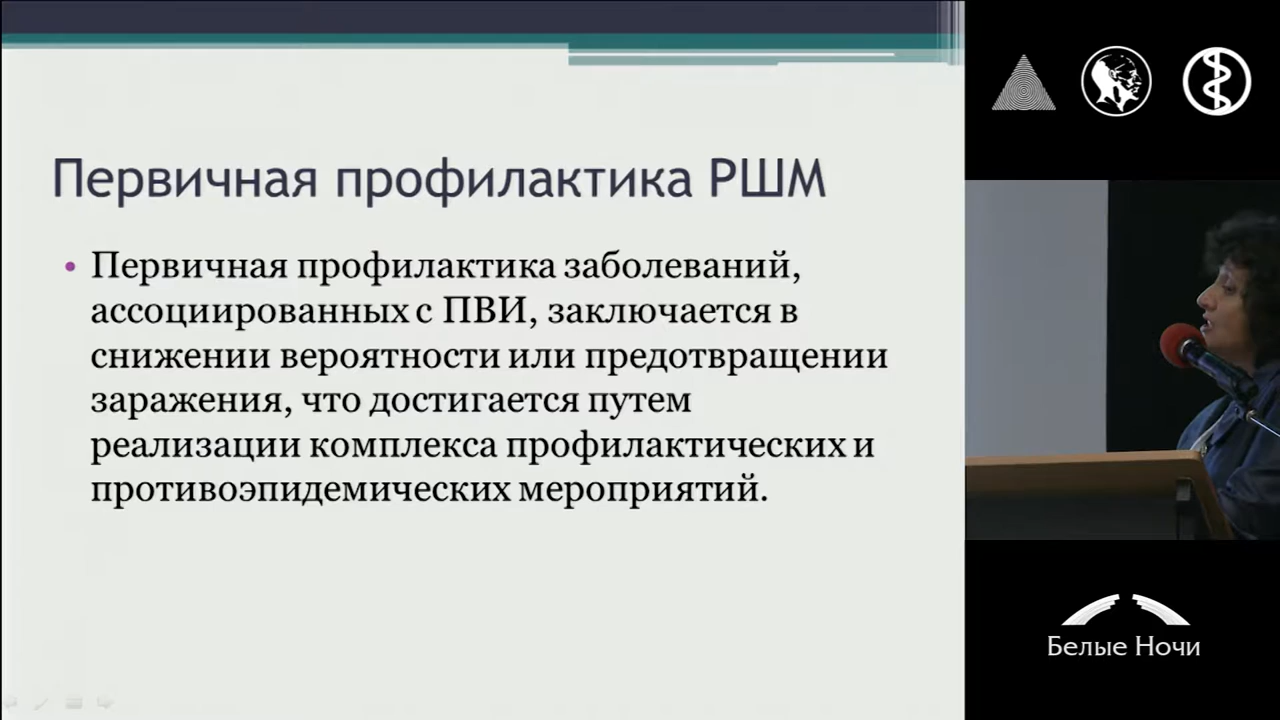 Первичная профилактика РШМ
• Первичная профилактика заболеваний,
ассоциированных с ПВИ, заключается в
снижении вероятности или предотвращении
заражения, что достигается путем
реализации комплекса профилактических и
противоэпидемических мероприятий.
Белые Ночи